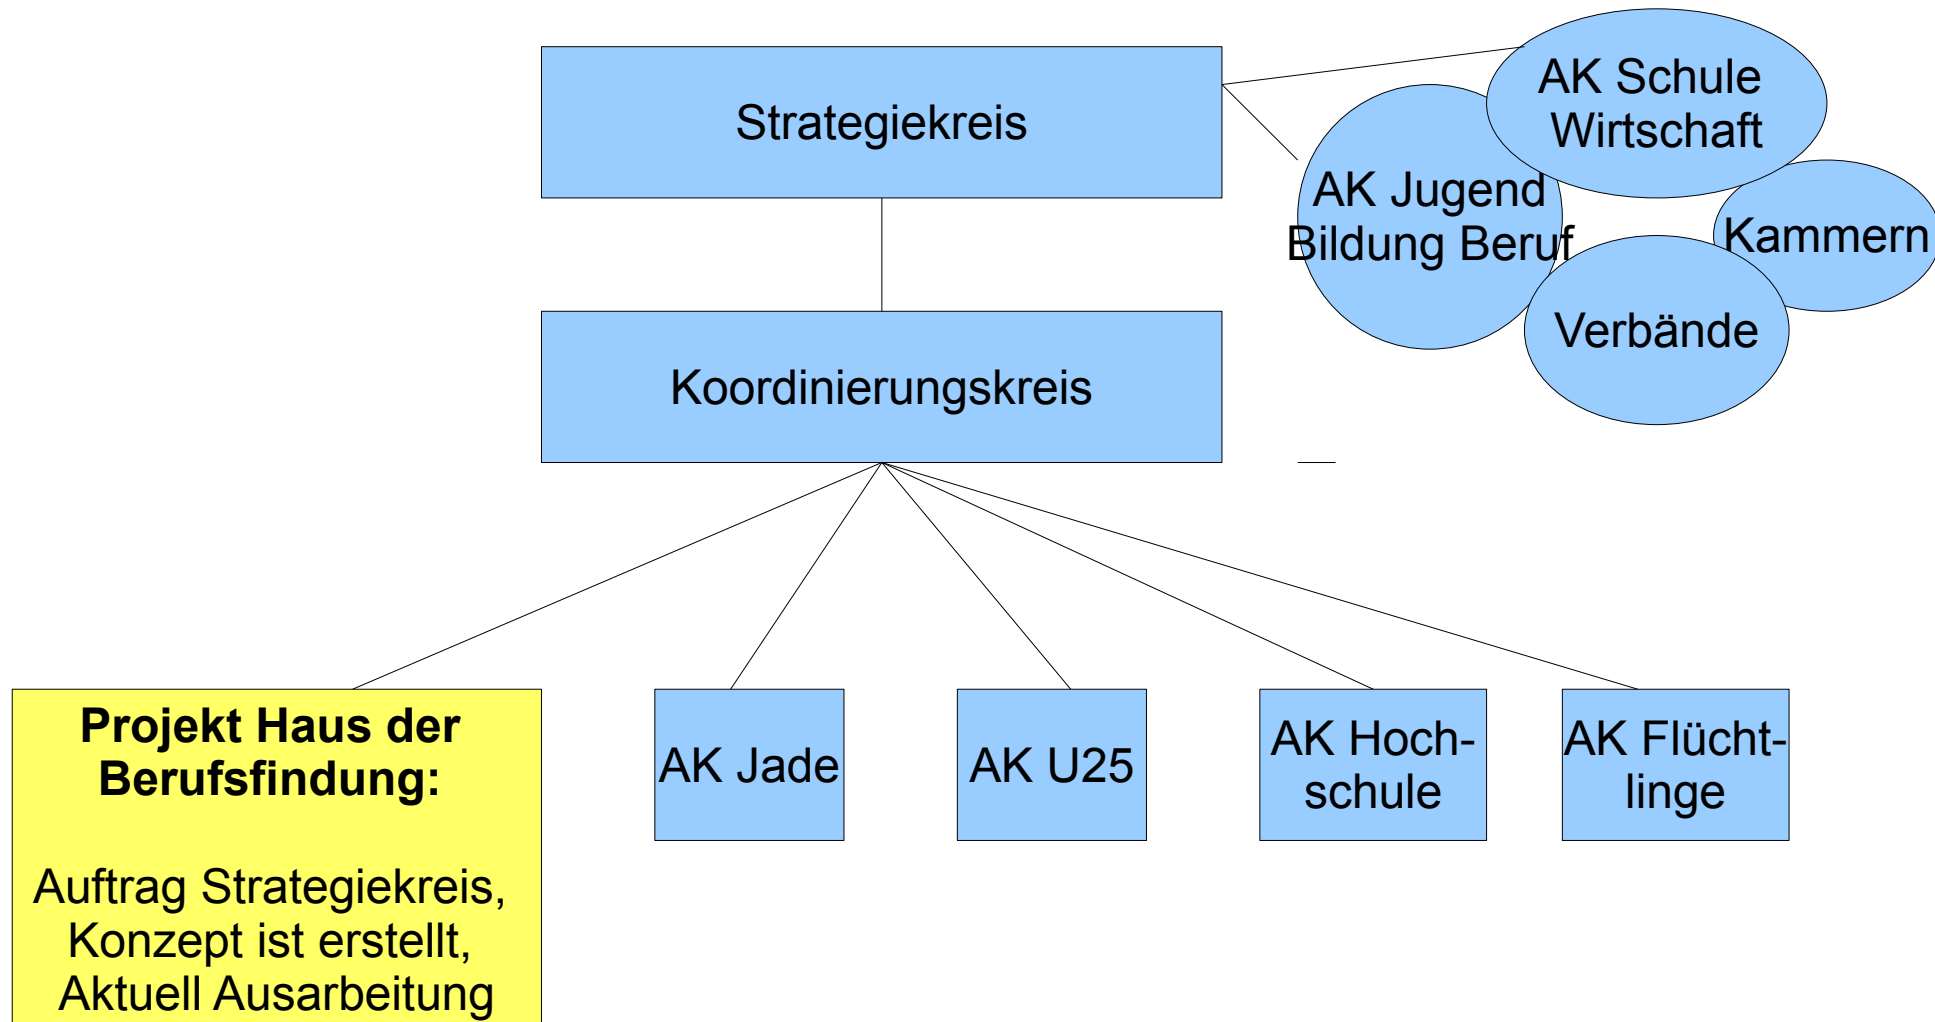 Strategiekreis
AK Schule
Wirtschaft
AK Jugend
Bildung Beruf
Kammern
Verbände
Koordinierungskreis
Projekt Haus der
Berufsfindung:
Auftrag Strategiekreis,
Konzept ist erstellt,
Aktuell Ausarbeitung
AK Jade
AK U25
AK Hoch-
schule
AK Flücht-
linge